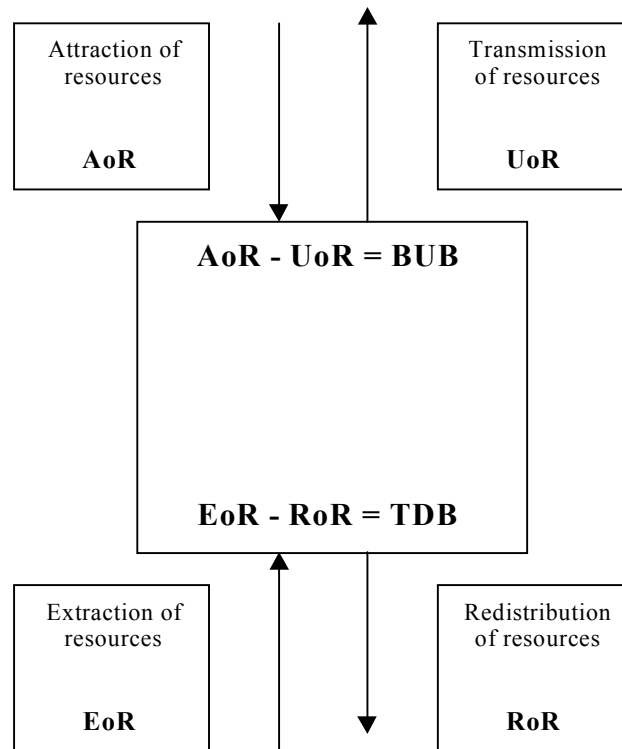 Attraction of
resources
AoR
Transmission
of resources
UoR
AoR - UoR = BUB
EoR - RoR = TDB
Extraction of
resources
EoR
Redistribution
of resources
RoR